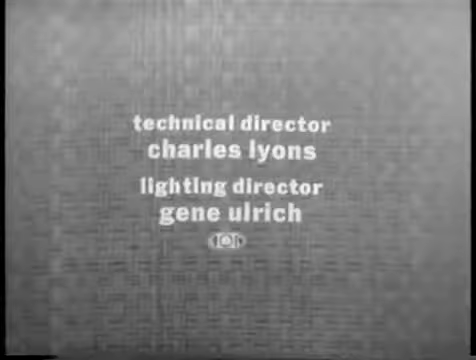 technical director
charles lyons
lighting director
gene ulrich